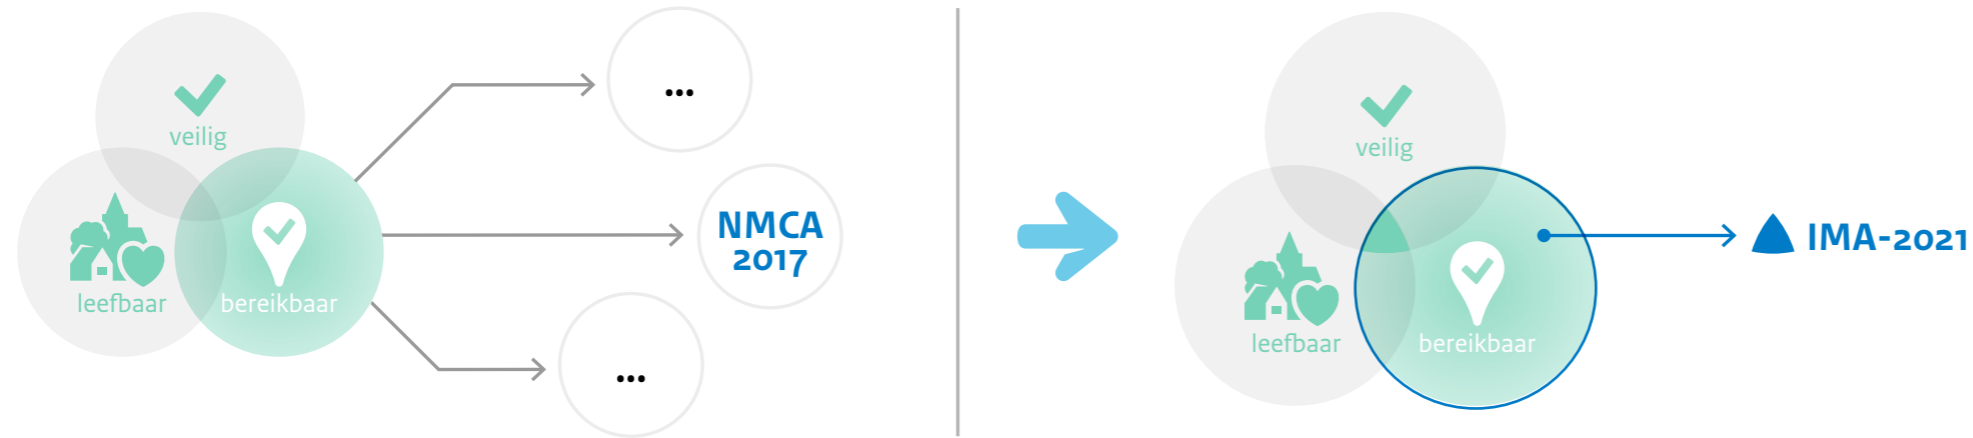 veilig
leefbaar
bereikbaar
...
NMCA
2017
...
veilig
leefbaar
bereikbaar
IMA-2021